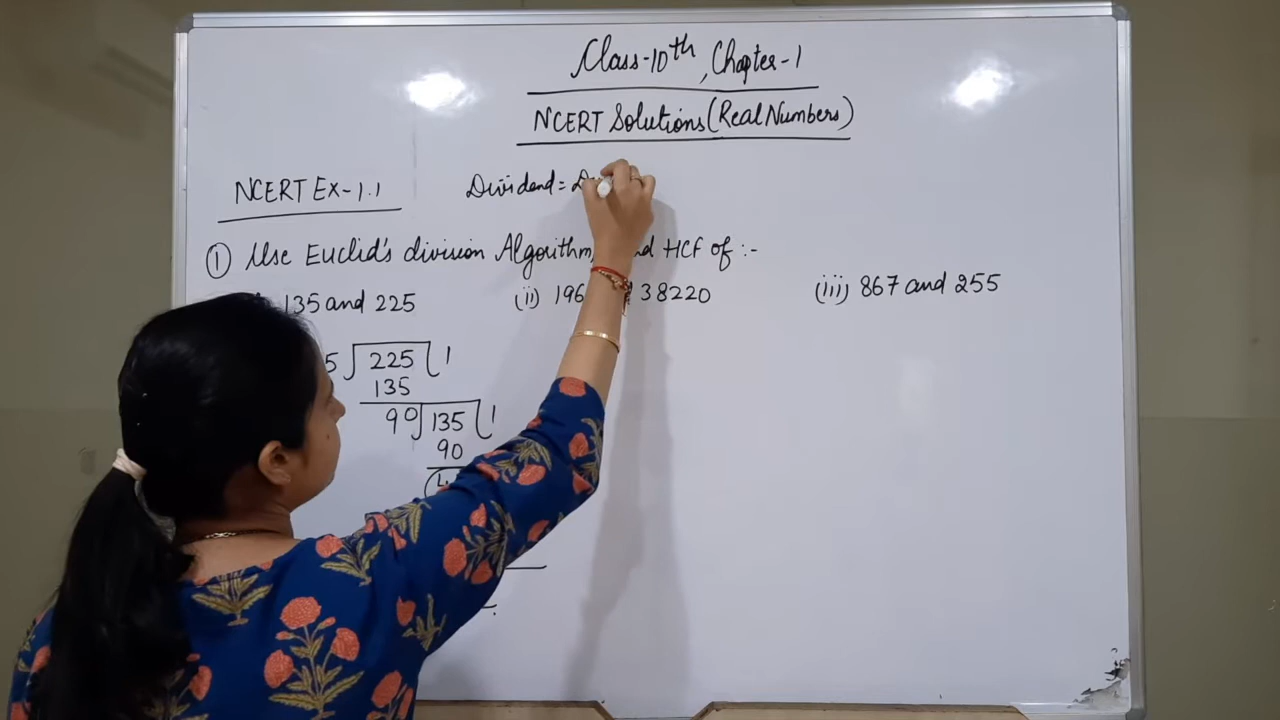 Class-10th, Chapter-1
NCERT Solutions (Real Numbers)
NCERT Ex-1.1
Dividend =
① Use Euclid's division Algorithm, HCF of :-
135 and 225
(ii) 38220
(iii) 867 and 255
225 1
135
90 135 1
90